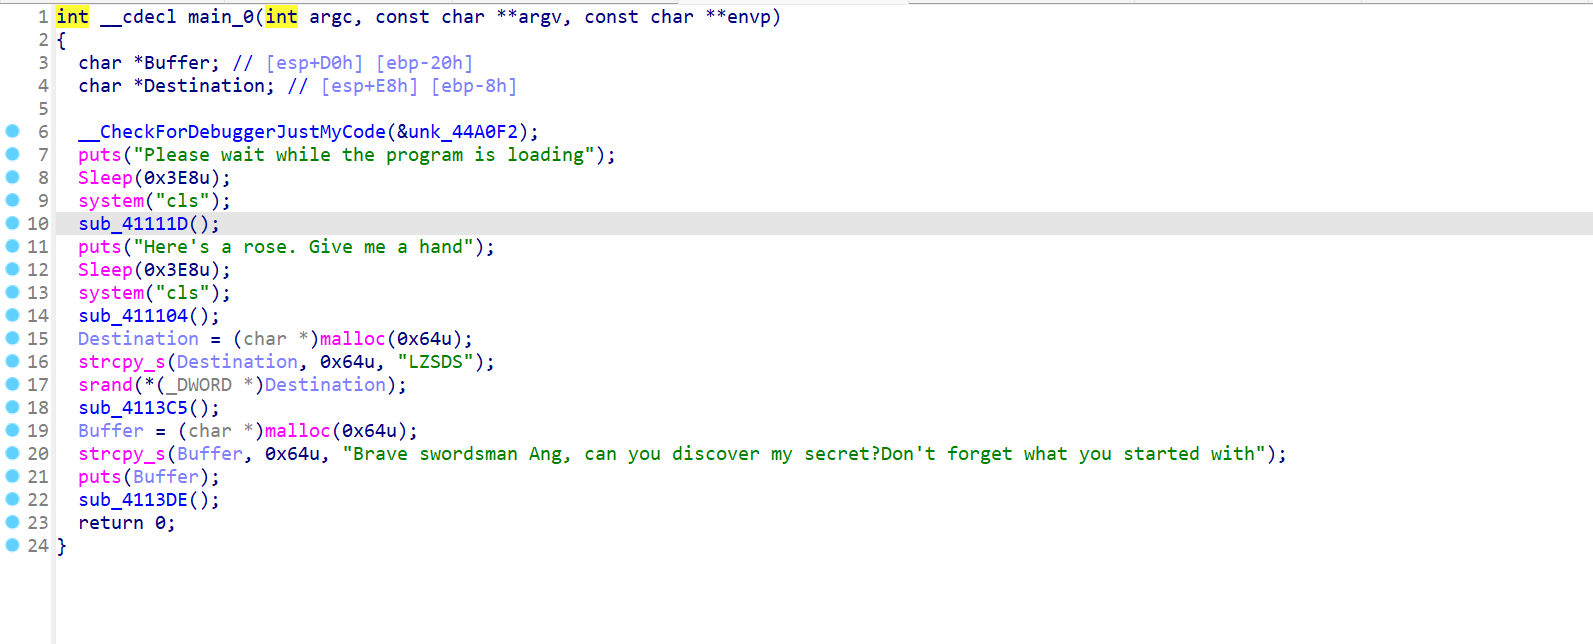 1 int __cdecl main_0(int argc, const char **argv, const char **envp)
2 {
3   char *Buffer; // [esp+D0h] [ebp-20h]
4   char *Destination; // [esp+E8h] [ebp-8h]
5
6   __CheckForDebuggerJustMyCode(&unk_44A0F2);
7   puts("Please wait while the program is loading");
8   Sleep(0x3E8u);
9   system("cls");
10   sub_41111D();
11   puts("Here's a rose. Give me a hand");
12   Sleep(0x3E8u);
13   system("cls");
14   sub_411104();
15   Destination = (char *)malloc(0x64u);
16   strcpy_s(Destination, 0x64u, "LZSDS");
17   srand(*(_DWORD *)Destination);
18   sub_4113C5();
19   Buffer = (char *)malloc(0x64u);
20   strcpy_s(Buffer, 0x64u, "Brave swordsman Ang, can you discover my secret?Don't forget what you started with");
21   puts(Buffer);
22   sub_4113DE();
23   return 0;
24 }